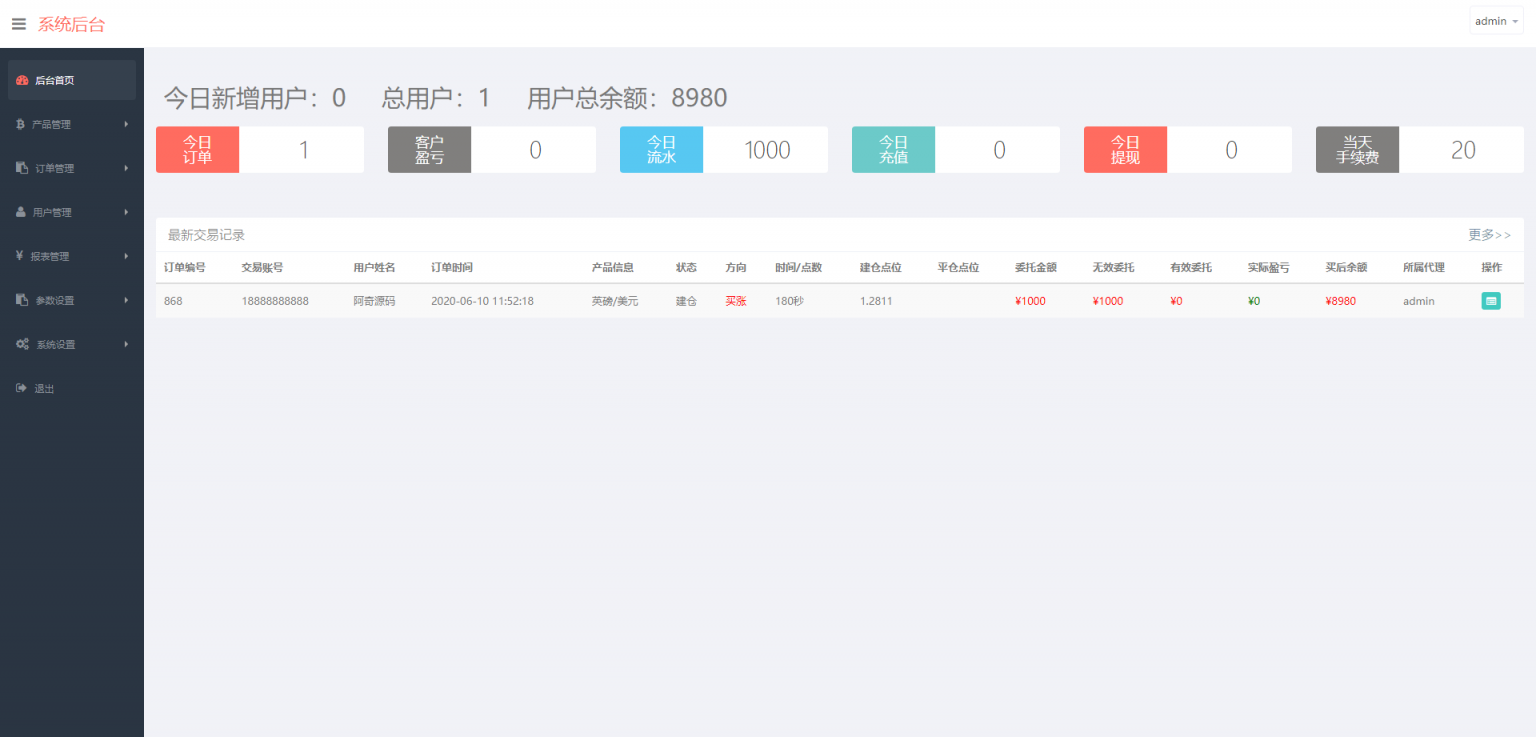 系统后台
admin
后台首页
产品管理
订单管理
用户管理
报表管理
参数设置
系统设置
退出
今日新增用户：0 总用户：1 用户总余额：8980
今日订单 1
客户盈亏 0
今日流水 1000
今日充值 0
今日提现 0
当天手续费 20
最新交易记录 更多>>
订单编号 交易账号 用户姓名 订单时间 产品信息 状态 方向 时间/点数 建仓点位 平仓点位 委托金额 无效委托 有效委托 实际盈亏 买后余额 所属代理 操作
868 18888888888 阿奇源码 2020-06-10 11:52:18 英磅/美元 建仓 买涨 180秒 1.2811 ¥1000 ¥1000 ¥0 ¥0 ¥8980 admin